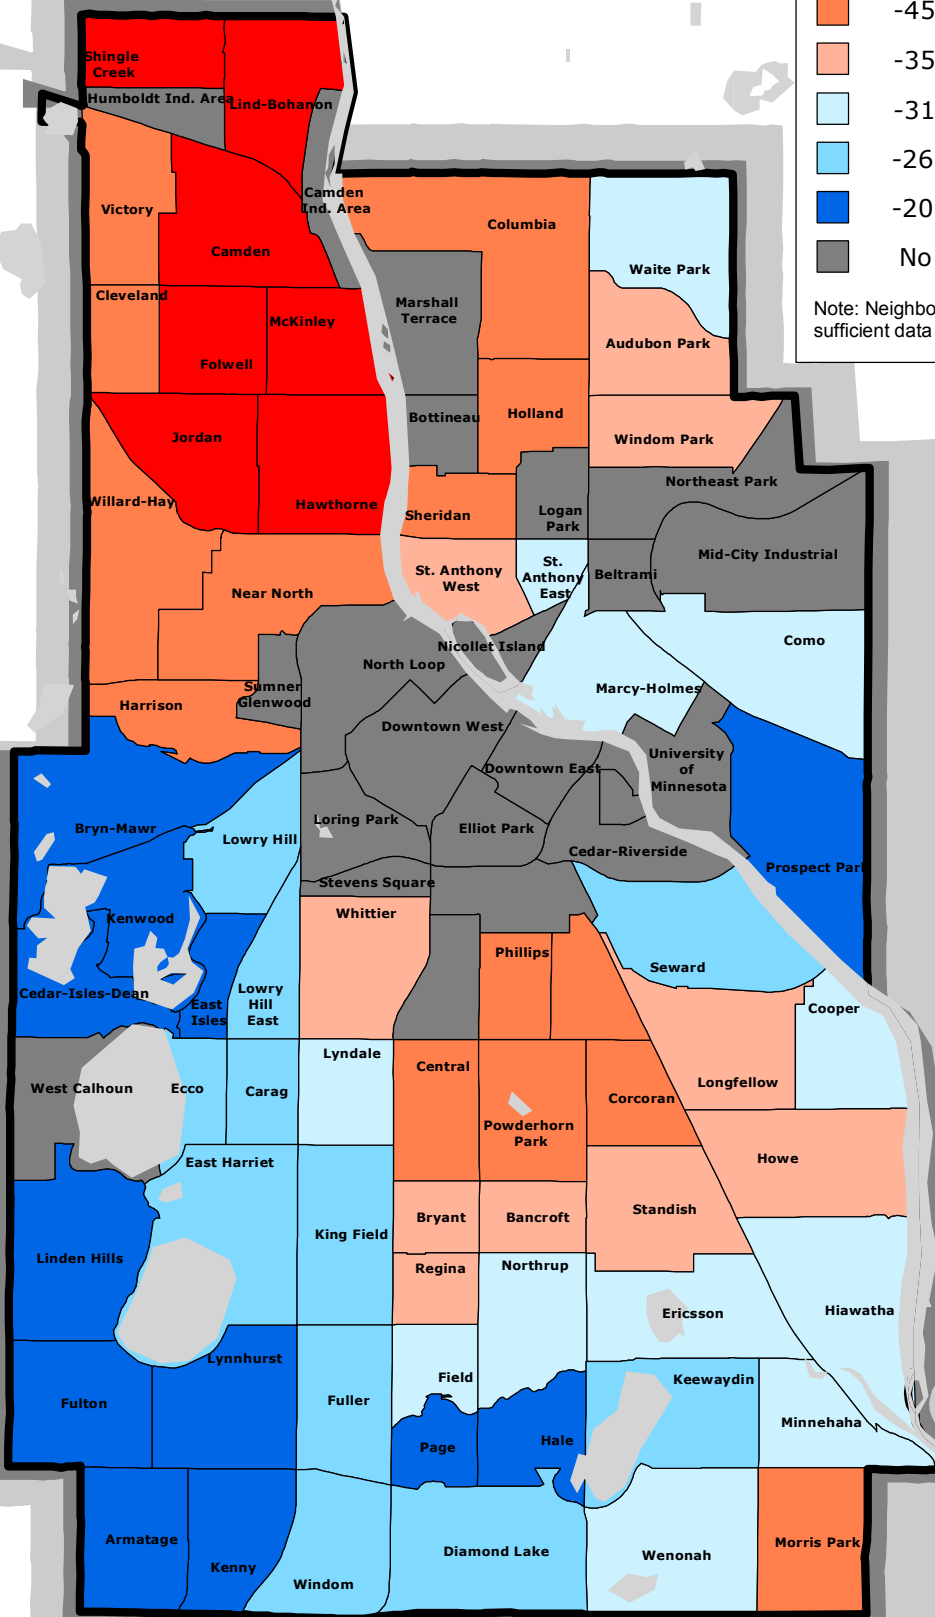 -45
-35
-31
-26
-20
No
Note: Neighbo
sufficient data
Shingle
Creek
Humboldt Ind. Area
Lind-Bohanon
Camden
Ind. Area
Victory
Columbia
Waite Park
Camden
Cleveland
Marshall
Terrace
McKinley
Audubon Park
Folwell
Bottineau
Holland
Jordan
Windom Park
Northeast Park
Willard-Hay
Hawthorne
Sheridan
Logan
Park
Mid-City Industrial
St. Anthony
West
St.
Anthony
East
Beltrami
Near North
Como
Nicollet Island
North Loop
Sumner
Glenwood
Marcy-Holmes
Harrison
Downtown West
University
of
Minnesota
Downtown East
Bryn-Mawr
Lowry Hill
Loring Park
Elliot Park
Cedar-Riverside
Prospect Park
Stevens Square
Kenwood
Whittier
Phillips
Seward
Cedar-Isles-Dean
East
Isles
Lowry
Hill
East
Cooper
Lyndale
West Calhoun
Ecco
Carag
Central
Longfellow
Corcoran
Powderhorn
Park
East Harriet
Howe
Bryant
Bancroft
Standish
King Field
Linden Hills
Regina
Northrup
Ericsson
Hiawatha
Lynnhurst
Field
Keewaydin
Fulton
Fuller
Minnehaha
Page
Hale
Armatage
Kenny
Windom
Diamond Lake
Wenonah
Morris Park